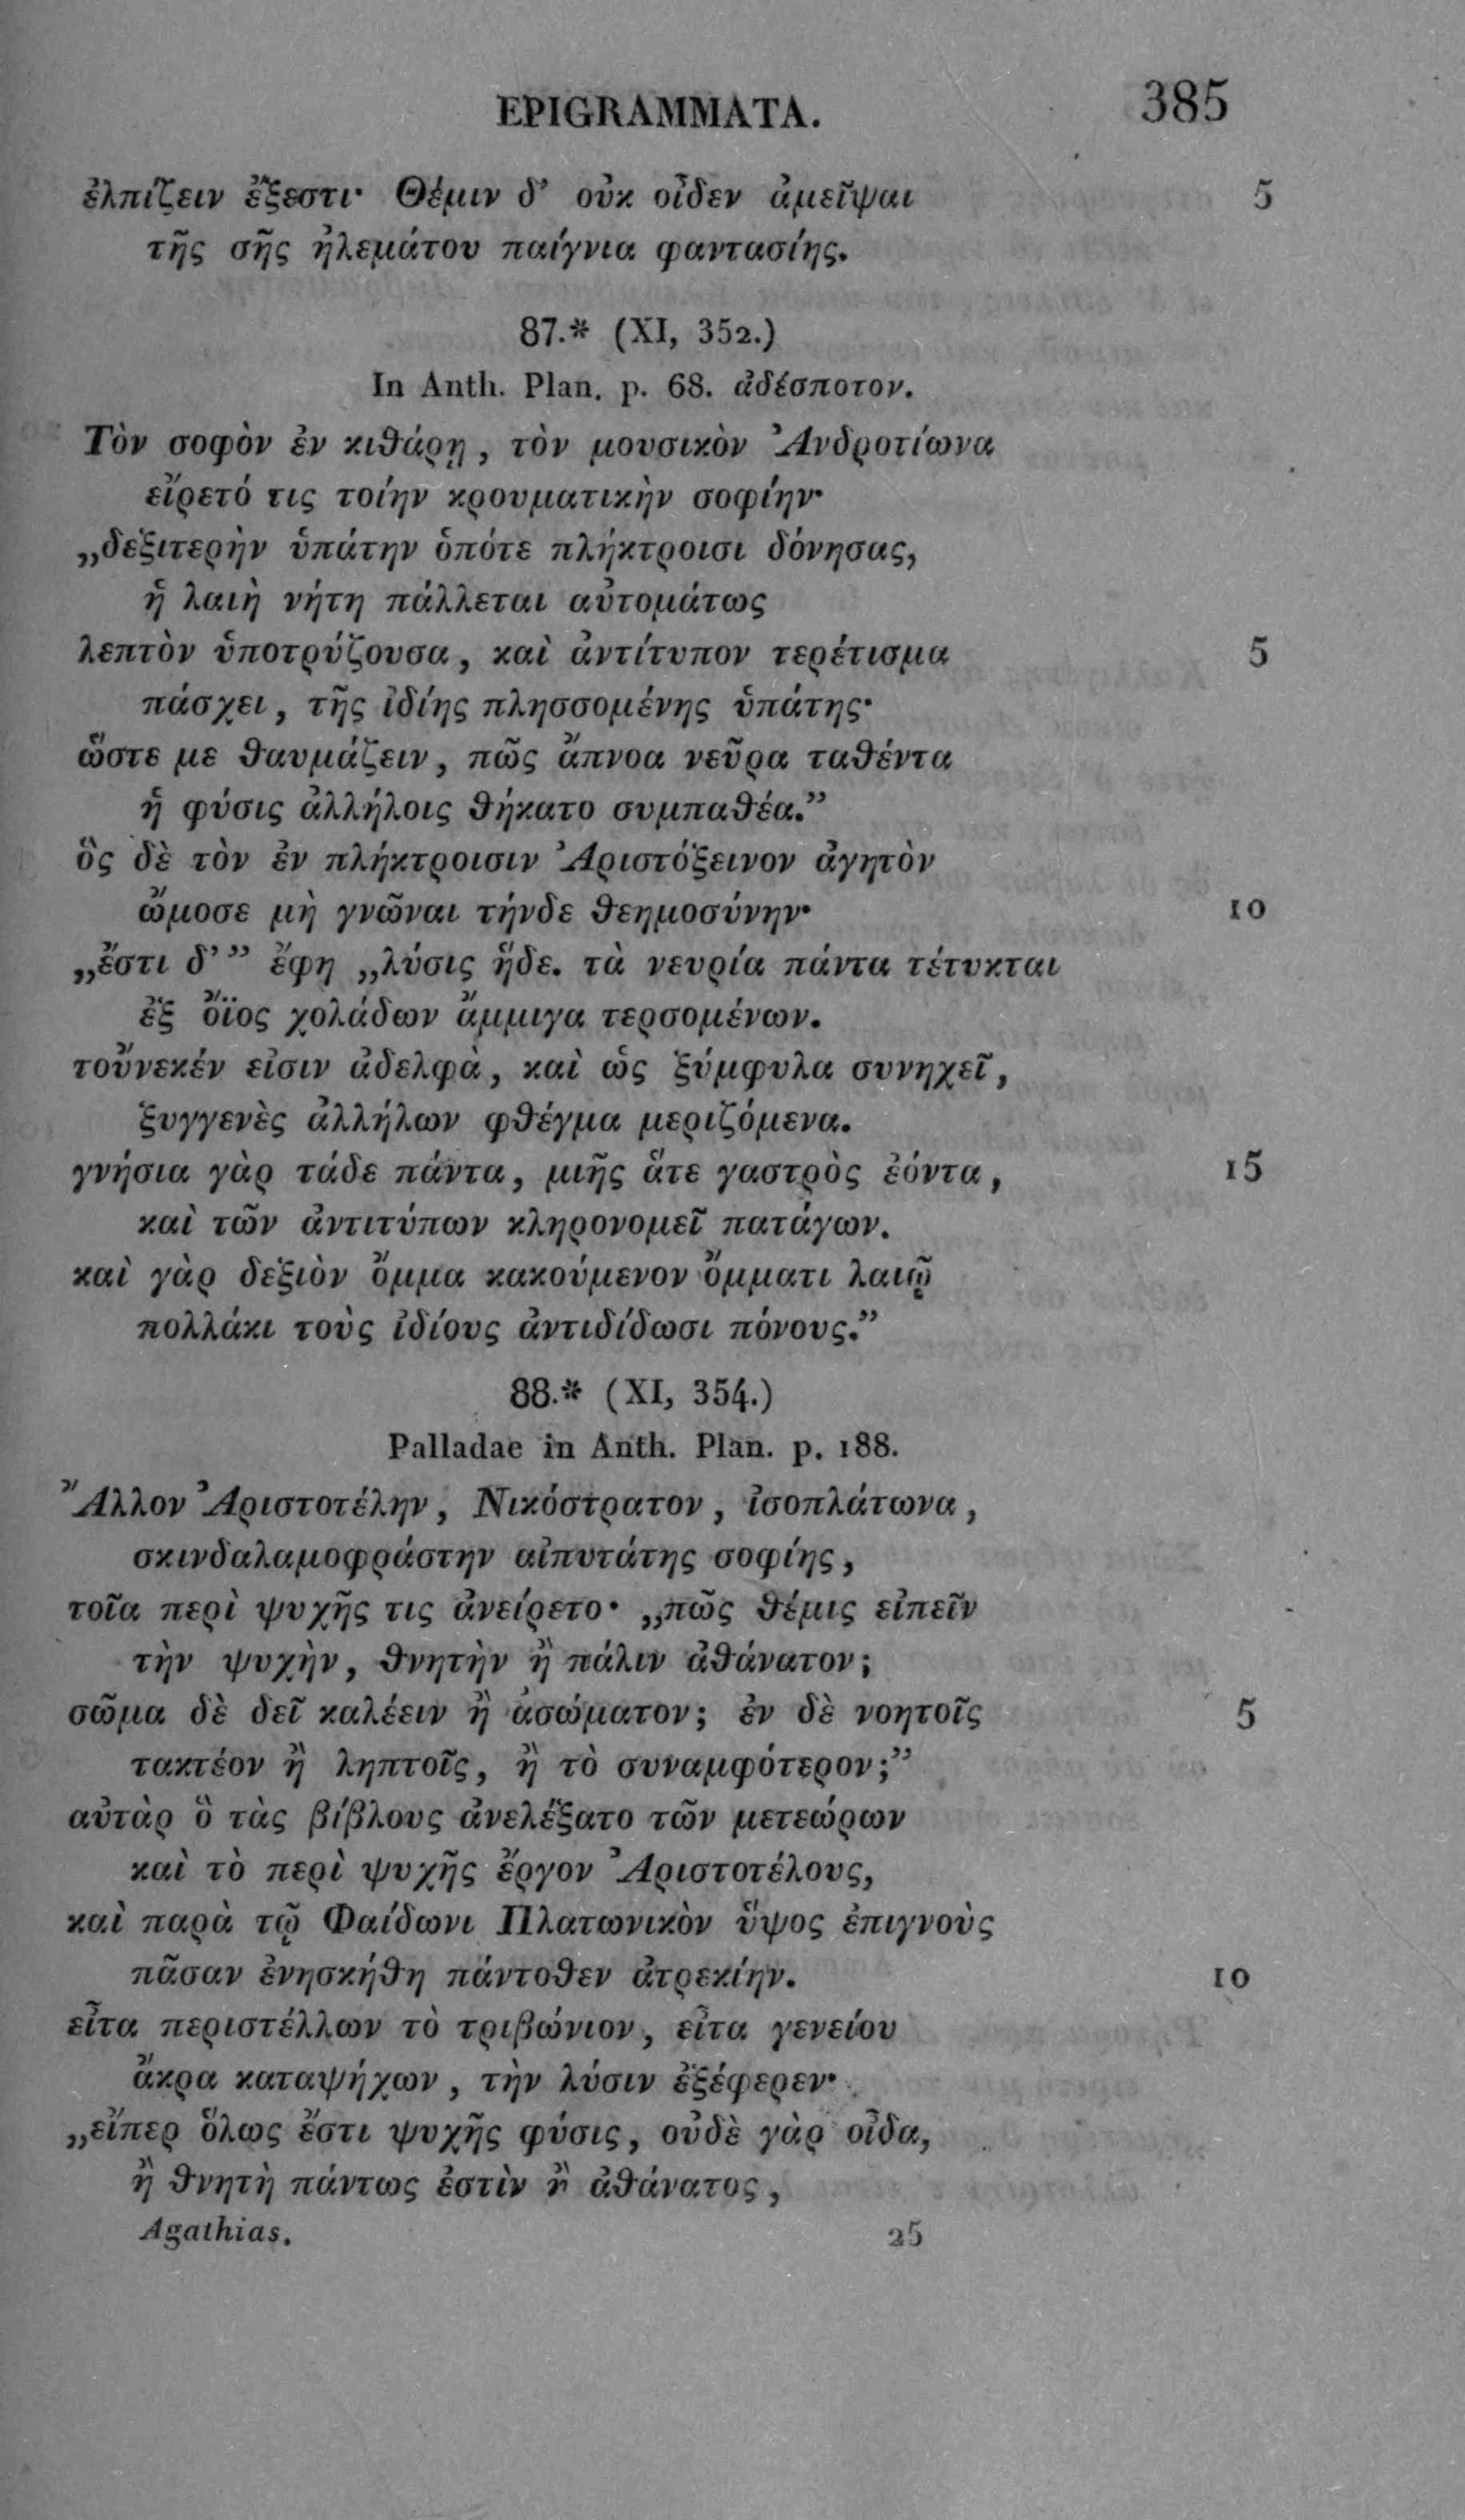 EPIGRAMMATA. 385
ἐλπίζειν ἔξεστι· Θέμιν δ’ οὐκ οἶδεν ἀμεῖψαι 5
τῆς σῆς ἠλεμάτου παίγνια φαντασίης.
87.* (XI, 352.)
In Anth. Plan. p. 68. ἀδέσποτον.
Τὸν σοφὸν ἐν κιθάρῃ, τὸν μουσικὸν Ἀνδροτίωνα
εἴρετό τις τοίην κρουματικὴν σοφίην·
„δεξιτερὴν ὑπάτην ὁπότε πλήκτροισι δόνησας,
ἡ λαιὴ νήτη πάλλεται αὐτομάτως
λεπτὸν ὑποτρύζουσα, καὶ ἀντίτυπον τερέτισμα 5
πάσχει, τῆς ἰδίης πλησσομένης ὑπάτης·
ὥστε με θαυμάζειν, πῶς ἄπνοα νεῦρα ταθέντα
ἡ φύσις ἀλλήλοις θήκατο συμπαθέα.”
ὃς δὲ τὸν ἐν πλήκτροισιν Ἀριστόξεινον ἀγητὸν
ὤμοσε μὴ γνῶναι τήνδε θεημοσύνην· 10
„ἔστι δ’” ἔφη „λύσις ἥδε. τὰ νευρία πάντα τέτυκται
ἐξ ὄϊος χολάδων ἄμμιγα τερσομένων.
τοὔνεκέν εἰσιν ἀδελφὰ, καὶ ὡς ξύμφυλα συνηχεῖ,
ξυγγενὲς ἀλλήλων φθέγμα μεριζόμενα.
γνήσια γὰρ τάδε πάντα, μιῆς ἅτε γαστρὸς ἐόντα, 15
καὶ τῶν ἀντιτύπων κληρονομεῖ πατάγων.
καὶ γὰρ δεξιὸν ὄμμα κακούμενον ὄμματι λαιῷ
πολλάκι τοὺς ἰδίους ἀντιδίδωσι πόνους.”
88.* (XI, 354.)
Palladae in Anth. Plan. p. 188.
Ἄλλον Ἀριστοτέλην, Νικόστρατον, ἰσοπλάτωνα,
σκινδαλαμοφράστην αἰπυτάτης σοφίης,
τοῖα περὶ ψυχῆς τις ἀνείρετο· „πῶς θέμις εἰπεῖν
τὴν ψυχὴν, θνητὴν ἢ πάλιν ἀθάνατον;
σῶμα δὲ δεῖ καλέειν ἢ ἀσώματον; ἐν δὲ νοητοῖς 5
τακτέον ἢ ληπτοῖς, ἢ τὸ συναμφότερον;”
αὐτὰρ ὃ τὰς βίβλους ἀνελέξατο τῶν μετεώρων
καὶ τὸ περὶ ψυχῆς ἔργον Ἀριστοτέλους,
καὶ παρὰ τῷ Φαίδωνι Πλατωνικὸν ὕψος ἐπιγνοὺς
πᾶσαν ἐνησκήθη πάντοθεν ἀτρεκίην. 10
εἶτα περιστέλλων τὸ τριβώνιον, εἶτα γενείου
ἄκρα καταψήχων, τὴν λύσιν ἐξέφερεν·
„εἴπερ ὅλως ἔστι ψυχῆς φύσις, οὐδὲ γὰρ οἶδα,
ἢ θνητὴ πάντως ἐστὶν ἢ ἀθάνατος,
Agathias. 25